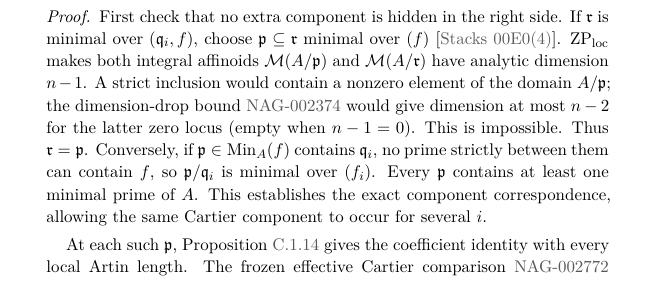 Proof. First check that no extra component is hidden in the right side. If 𝔯 is
minimal over (𝔮ᵢ, f), choose 𝔭 ⊆ 𝔯 minimal over (f) [Stacks 00E0(4)]. ZP_loc
makes both integral affinoids ℳ(A/𝔭) and ℳ(A/𝔯) have analytic dimension
n − 1. A strict inclusion would contain a nonzero element of the domain A/𝔭;
the dimension-drop bound NAG-002374 would give dimension at most n − 2
for the latter zero locus (empty when n − 1 = 0). This is impossible. Thus
𝔯 = 𝔭. Conversely, if 𝔭 ∈ Min_A(f) contains 𝔮ᵢ, no prime strictly between them
can contain f, so 𝔭/𝔮ᵢ is minimal over (fᵢ). Every 𝔭 contains at least one
minimal prime of A. This establishes the exact component correspondence,
allowing the same Cartier component to occur for several i.
At each such 𝔭, Proposition C.1.14 gives the coefficient identity with every
local Artin length. The frozen effective Cartier comparison NAG-002772